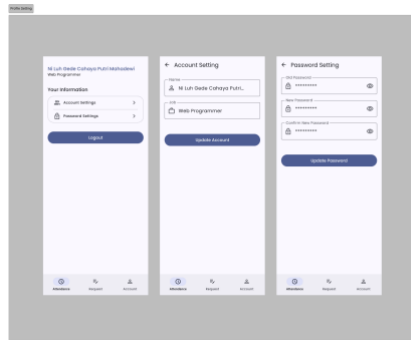 Profile Setting
Ni Luh Gede Cahaya Putri Mahadewi
Web Programmer
Your Information
Account Settings
Password Settings
Logout
Attendance
Request
Account
← Account Setting
Name
Ni Luh Gede Cahaya Putri...
Job
Web Programmer
Update Account
Attendance
Request
Account
← Password Setting
Old Password
**********
New Password
**********
Confirm New Password
**********
Update Password
Attendance
Request
Account